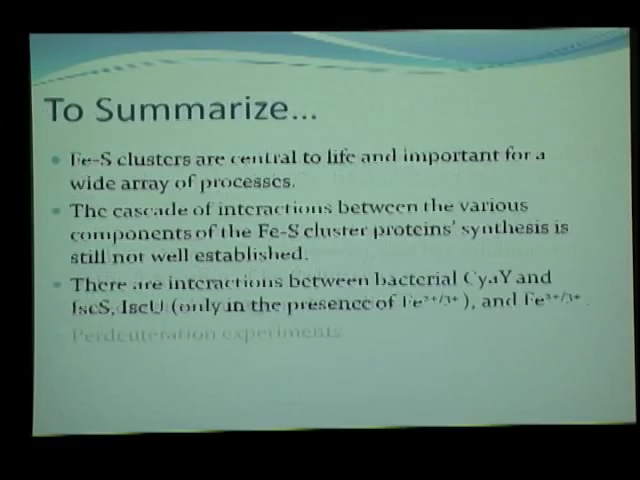 To Summarize...
Fe-S clusters are central to life and important for a
wide array of processes.
The cascade of interactions between the various
components of the Fe-S cluster proteins' synthesis is
still not well established.
There are interactions between bacterial CyaY and
IscS, IscU (only in the presence of Fe²⁺/³⁺), and Fe²⁺/³⁺.
Perdeuteration experiments